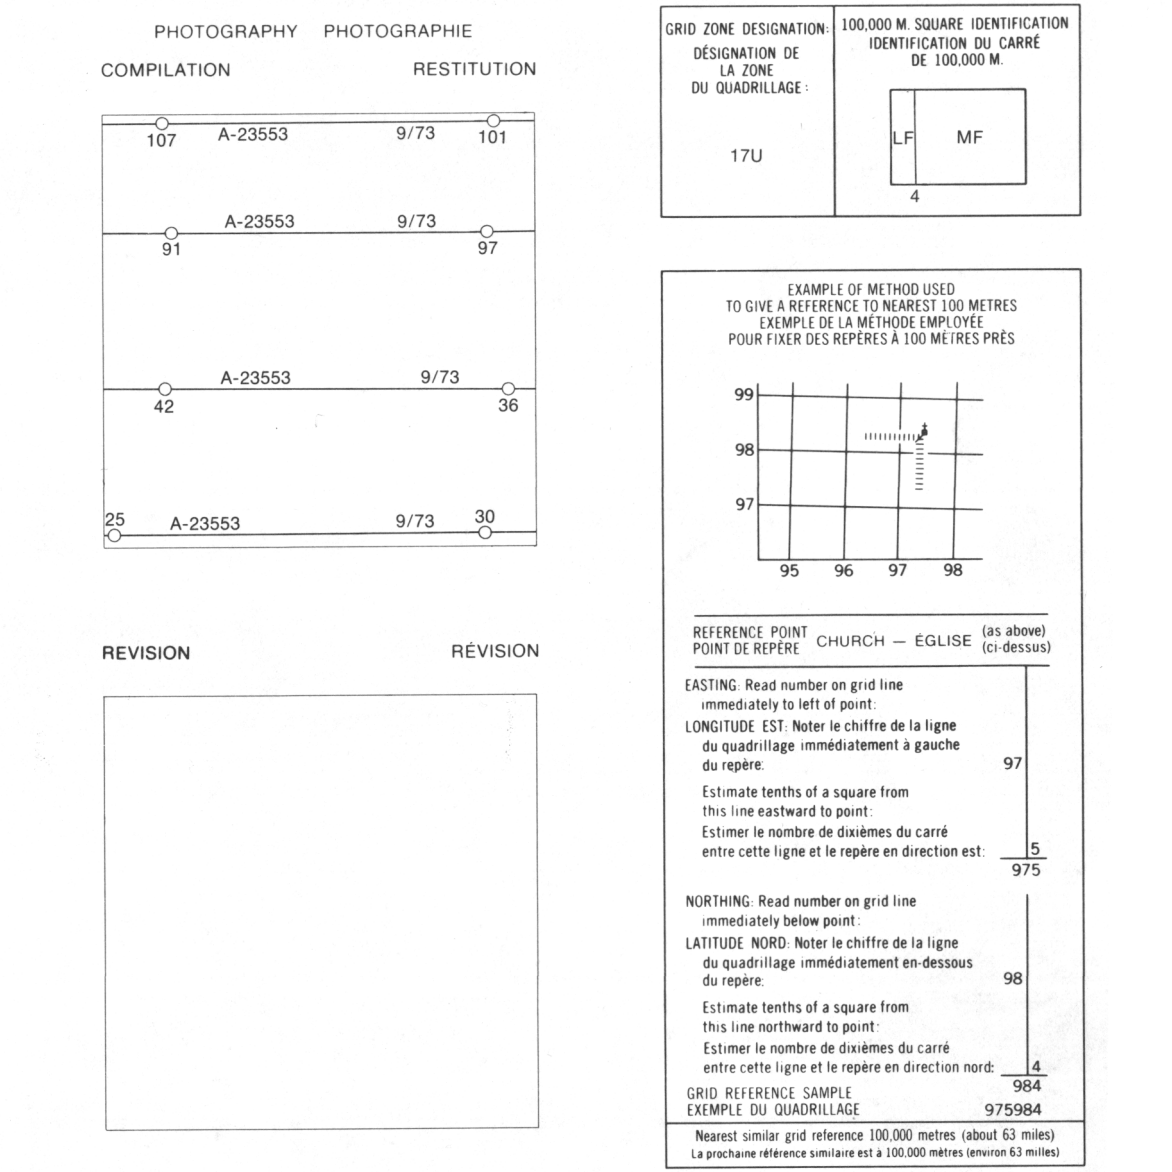 PHOTOGRAPHY PHOTOGRAPHIE
COMPILATION RESTITUTION
107 A-23553 9/73 101
A-23553 9/73
91 97
A-23553 9/73
42 36
25 A-23553 9/73 30
REVISION RÉVISION
GRID ZONE DESIGNATION:
DÉSIGNATION DE
LA ZONE
DU QUADRILLAGE :
17U
100,000 M. SQUARE IDENTIFICATION
IDENTIFICATION DU CARRÉ
DE 100,000 M.
LF MF
4
EXAMPLE OF METHOD USED
TO GIVE A REFERENCE TO NEAREST 100 METRES
EXEMPLE DE LA MÉTHODE EMPLOYÉE
POUR FIXER DES REPÈRES À 100 MÈTRES PRÈS
99
98
97
95 96 97 98
REFERENCE POINT
POINT DE REPÈRE
CHURCH — ÉGLISE
(as above)
(ci-dessus)
EASTING: Read number on grid line
immediately to left of point:
LONGITUDE EST: Noter le chiffre de la ligne
du quadrillage immédiatement à gauche
du repère: 97
Estimate tenths of a square from
this line eastward to point:
Estimer le nombre de dixièmes du carré
entre cette ligne et le repère en direction est: 5
975
NORTHING: Read number on grid line
immediately below point:
LATITUDE NORD: Noter le chiffre de la ligne
du quadrillage immédiatement en-dessous
du repère: 98
Estimate tenths of a square from
this line northward to point:
Estimer le nombre de dixièmes du carré
entre cette ligne et le repère en direction nord: 4
984
GRID REFERENCE SAMPLE
EXEMPLE DU QUADRILLAGE 975984
Nearest similar grid reference 100,000 metres (about 63 miles)
La prochaine référence similaire est à 100,000 mètres (environ 63 milles)